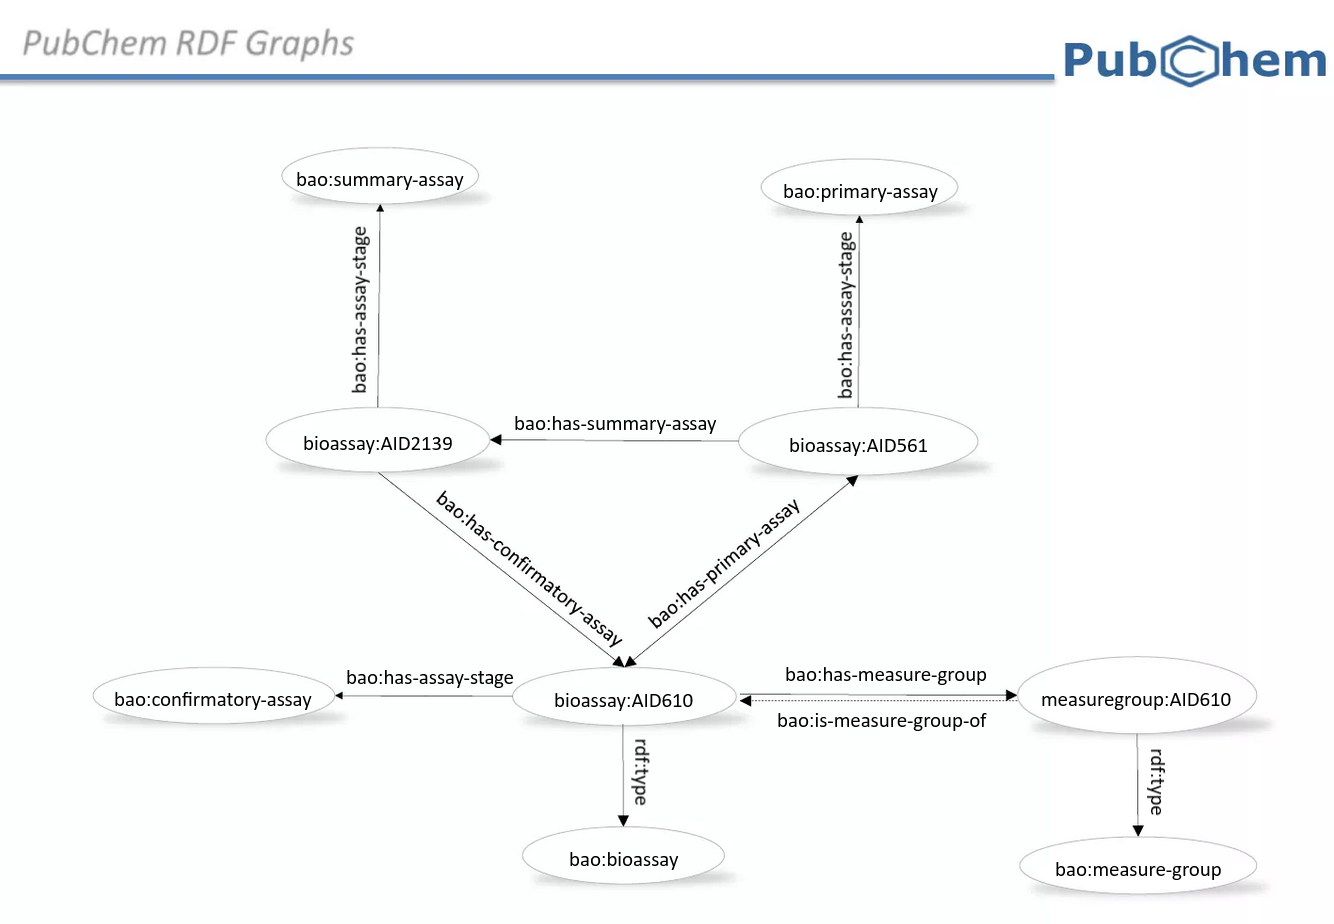 PubChem RDF Graphs
PubChem
bao:summary-assay
bao:primary-assay
bao:has-assay-stage
bao:has-assay-stage
bao:has-summary-assay
bioassay:AID2139
bioassay:AID561
bao:has-confirmatory-assay
bao:has-primary-assay
bao:has-assay-stage
bao:has-measure-group
bao:confirmatory-assay
bioassay:AID610
measuregroup:AID610
bao:is-measure-group-of
rdf:type
rdf:type
bao:bioassay
bao:measure-group